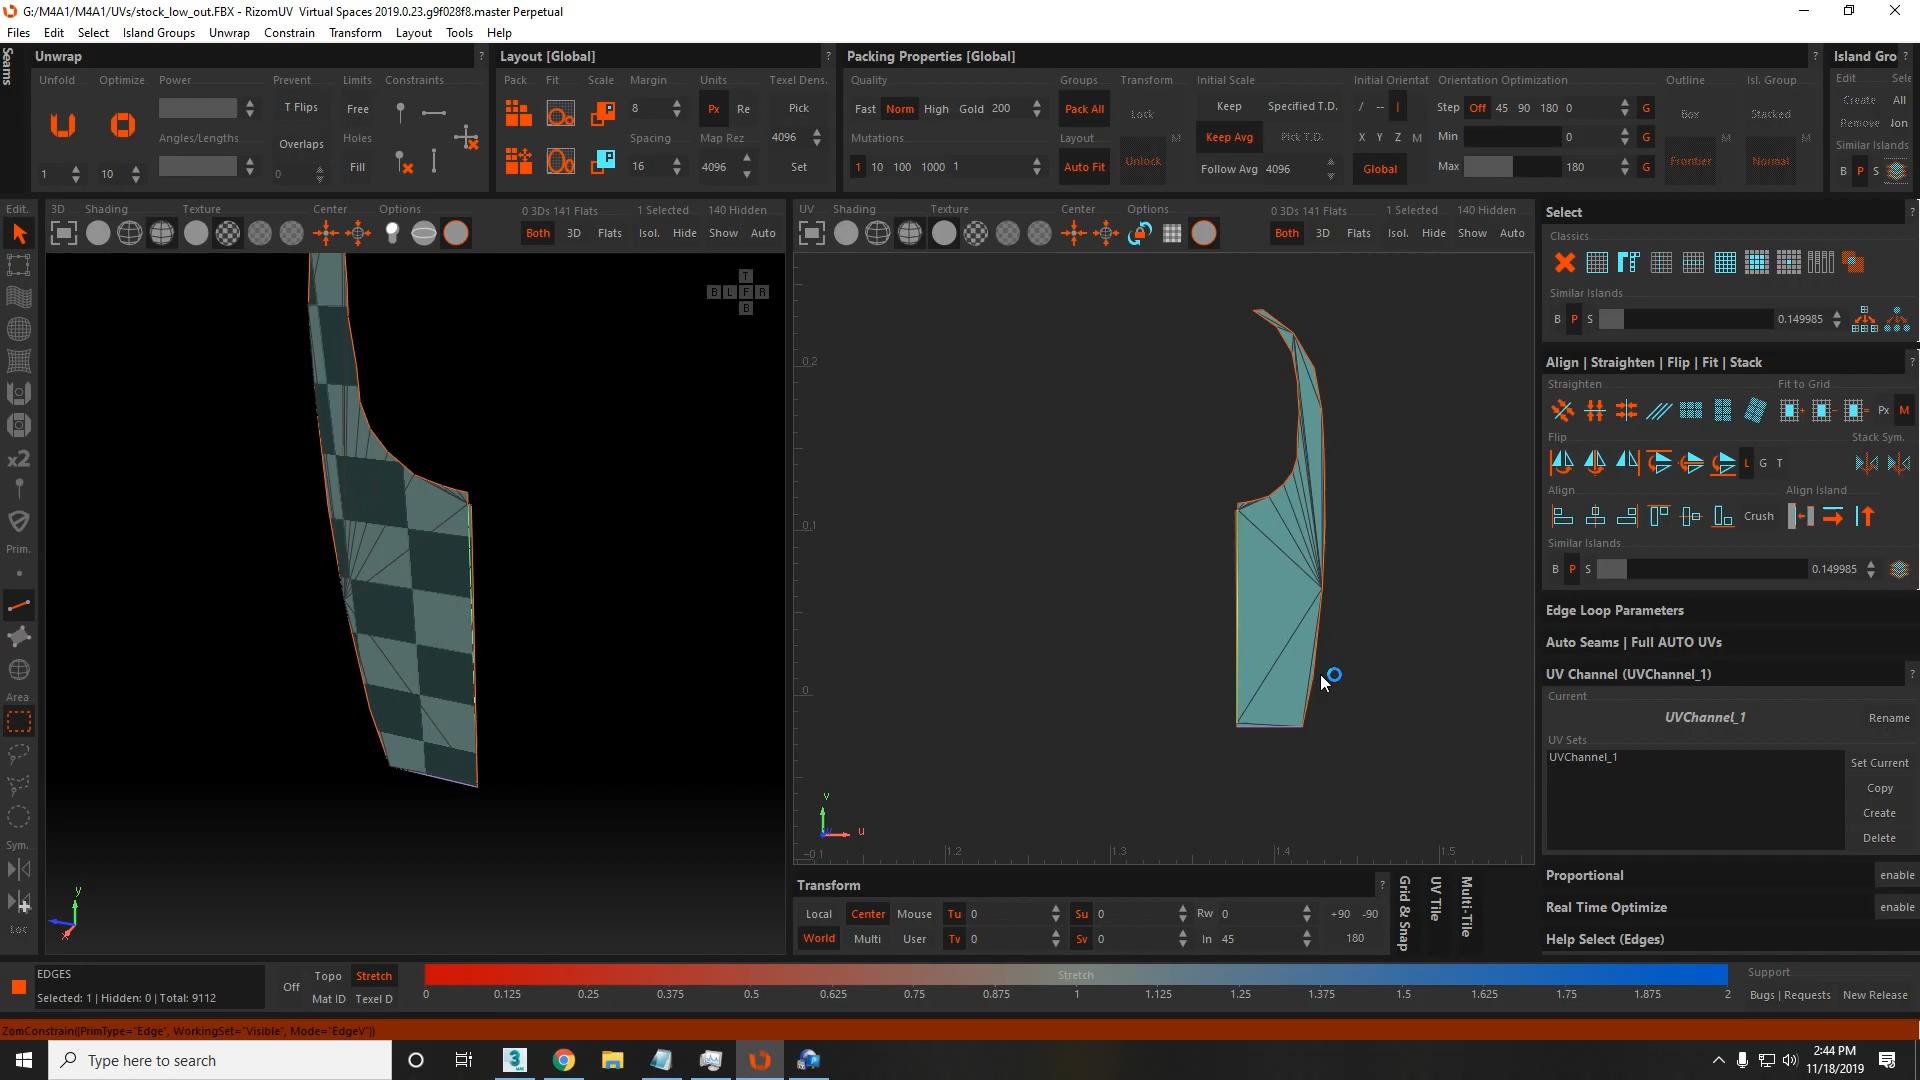 G:/M4A1/M4A1/UVs/stock_low_out.FBX - RizomUV Virtual Spaces 2019.0.23.g9f028f8.master Perpetual
Files Edit Select Island Groups Unwrap Constrain Transform Layout Tools Help
Seams
Unwrap ?
Unfold Optimize Power Prevent Limits Constraints
T Flips Free
Angles/Lengths Holes
Overlaps Fill
1 10 0
Layout [Global] ?
Pack Fit Scale Margin Units Texel Dens.
8 Px Re Pick
Spacing Map Rez 4096
16 4096 Set
Packing Properties [Global] ?
Quality Groups Transform Initial Scale Initial Orientat Orientation Optimization Outline Isl. Group
Fast Norm High Gold 200 Pack All Lock Keep Specified T.D. / -- | Step Off 45 90 180 0 G Box Stacked
Mutations Layout M Keep Avg Pick T.D. X Y Z M Min 0 G M M
1 10 100 1000 1 Auto Fit Unlock Follow Avg 4096 Global Max 180 G Frontier Normal
Island Gro ?
Edit Sele
Create All
Remove Ion
Similar Islands
B P S
Edit. 3D Shading Texture Center Options 0 3Ds 141 Flats 1 Selected 140 Hidden
Both 3D Flats Isol. Hide Show Auto
UV Shading Texture Center Options 0 3Ds 141 Flats 1 Selected 140 Hidden
Both 3D Flats Isol. Hide Show Auto
T
B L F R
B
x2
Prim.
Area
Sym.
Loc
y
x
0.2
0.1
0
-0.1
1.2 1.3 1.4 1.5
v
u
Select ?
Classics
Similar Islands
B P S 0.149985
Align | Straighten | Flip | Fit | Stack ?
Straighten Fit to Grid
Px M
Flip Stack Sym.
L G T
Align Align Island
Crush
Similar Islands
B P S 0.149985
Edge Loop Parameters
Auto Seams | Full AUTO UVs
UV Channel (UVChannel_1) ?
Current
UVChannel_1 Rename
UV Sets
UVChannel_1
Set Current
Copy
Create
Delete
Proportional enable
Real Time Optimize enable
Help Select (Edges)
Transform ?
Local Center Mouse Tu 0 Su 0 Rw 0 +90 -90
World Multi User Tv 0 Sv 0 In 45 180
Grid & Snap
UV Tile
Multi-Tile
EDGES
Selected: 1 | Hidden: 0 | Total: 9112
Off Topo Stretch
Mat ID Texel D
Stretch
0 0.125 0.25 0.375 0.5 0.625 0.75 0.875 1 1.125 1.25 1.375 1.5 1.625 1.75 1.875 2
Support
Bugs | Requests New Release
ZomConstrain({PrimType="Edge", WorkingSet="Visible", Mode="EdgeV"})
Type here to search
3
2:44 PM
11/18/2019